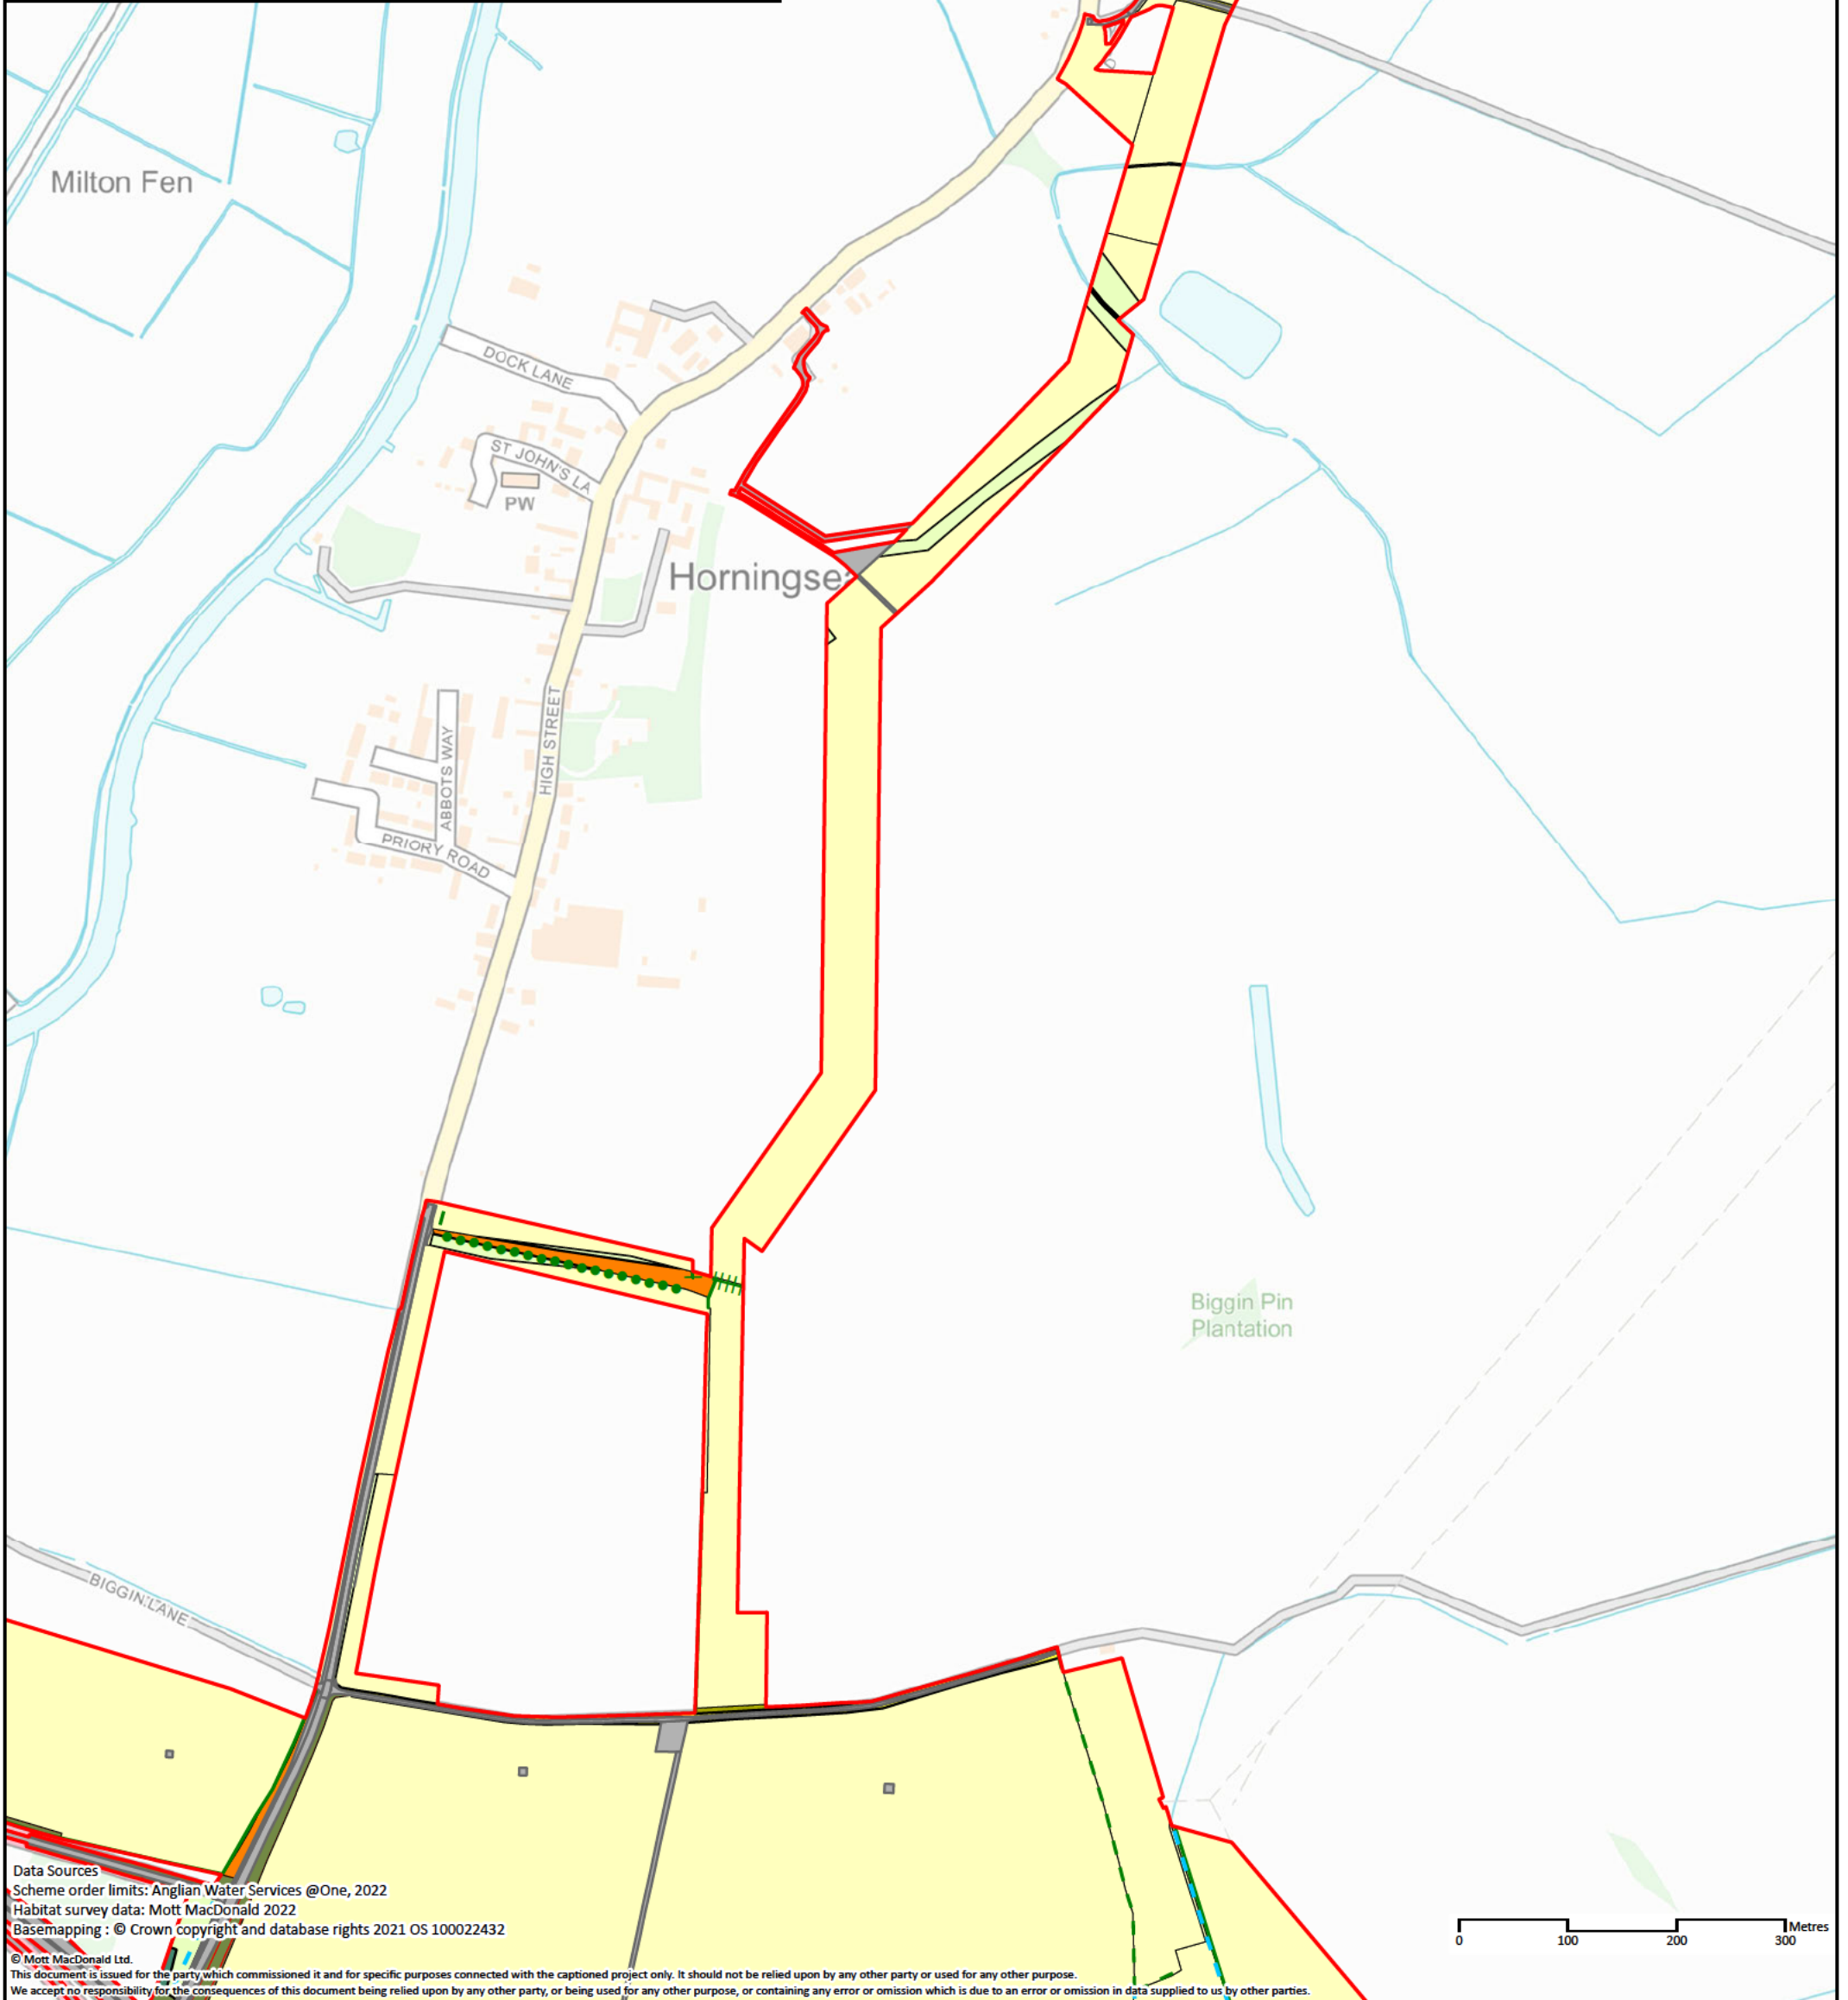 Milton Fen
DOCK LANE
ST JOHN'S LA
PW
Horningse
HIGH STREET
ABBOTS WAY
PRIORY ROAD
Biggin Pin
Plantation
BIGGIN LANE
Data Sources
Scheme order limits: Anglian Water Services @One, 2022
Habitat survey data: Mott MacDonald 2022
Basemapping : © Crown copyright and database rights 2021 OS 100022432
© Mott MacDonald Ltd.
This document is issued for the party which commissioned it and for specific purposes connected with the captioned project only. It should not be relied upon by any other party or used for any other purpose.
We accept no responsibility for the consequences of this document being relied upon by any other party, or being used for any other purpose, or containing any error or omission which is due to an error or omission in data supplied to us by other parties.
Metres
0 100 200 300